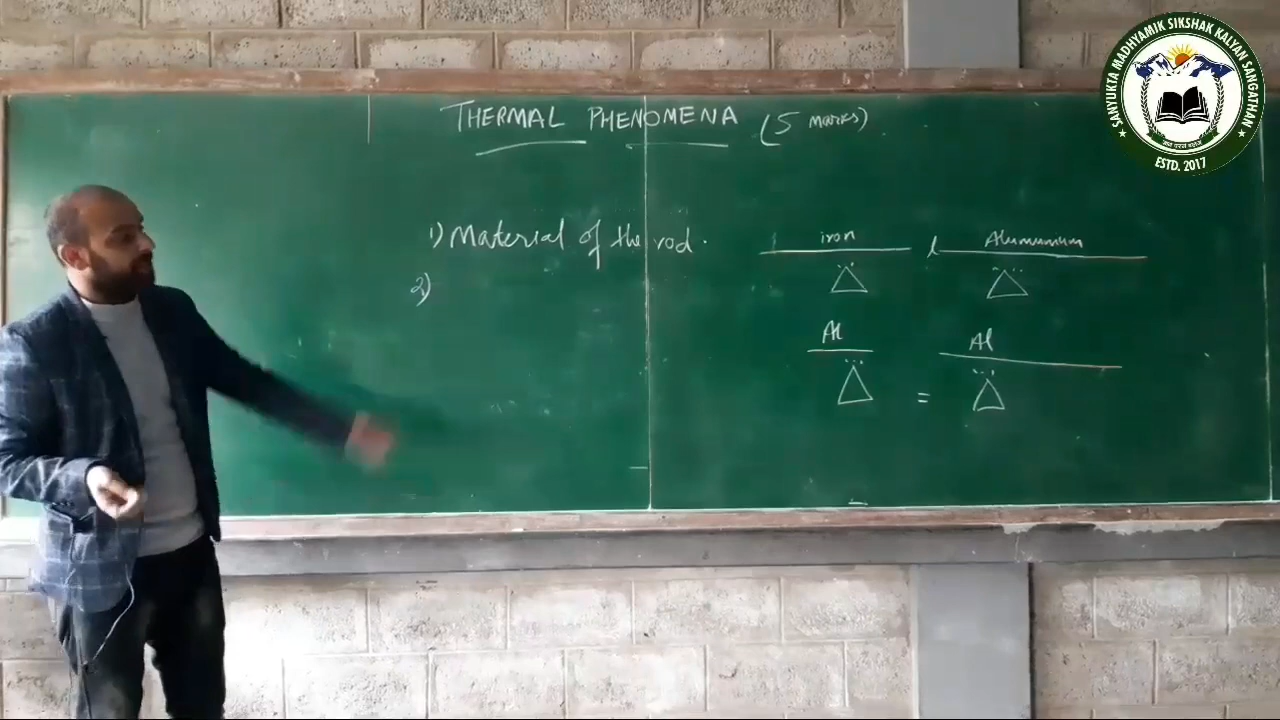 THERMAL PHENOMENA (5 marks)
1) Material of the rod.
2)
iron
l Alumunium
Al
Al
=
SANYUKTA MADHYAMIK SIKSHAK KALYAN SANGATHAN
ESTD. 2017